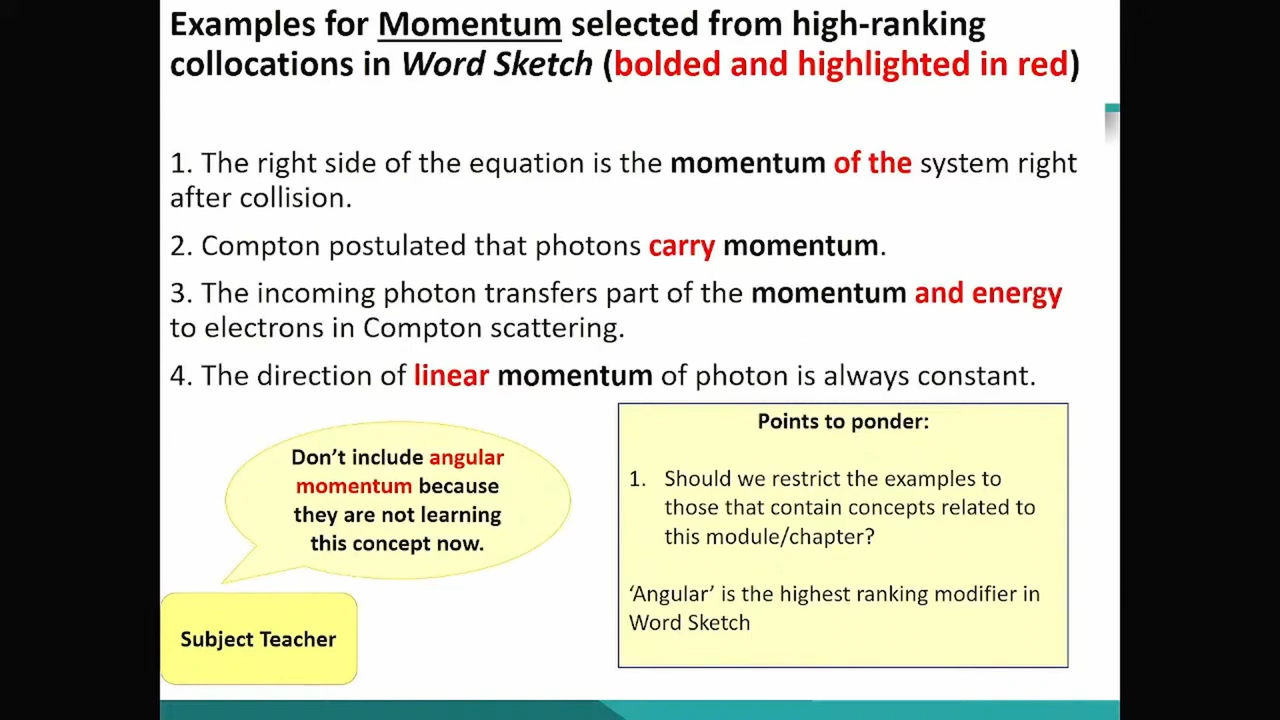 Examples for Momentum selected from high-ranking
collocations in Word Sketch (bolded and highlighted in red)
1. The right side of the equation is the momentum of the system right
after collision.
2. Compton postulated that photons carry momentum.
3. The incoming photon transfers part of the momentum and energy
to electrons in Compton scattering.
4. The direction of linear momentum of photon is always constant.
Don’t include angular
momentum because
they are not learning
this concept now.
Subject Teacher
Points to ponder:
1. Should we restrict the examples to
those that contain concepts related to
this module/chapter?
‘Angular’ is the highest ranking modifier in
Word Sketch